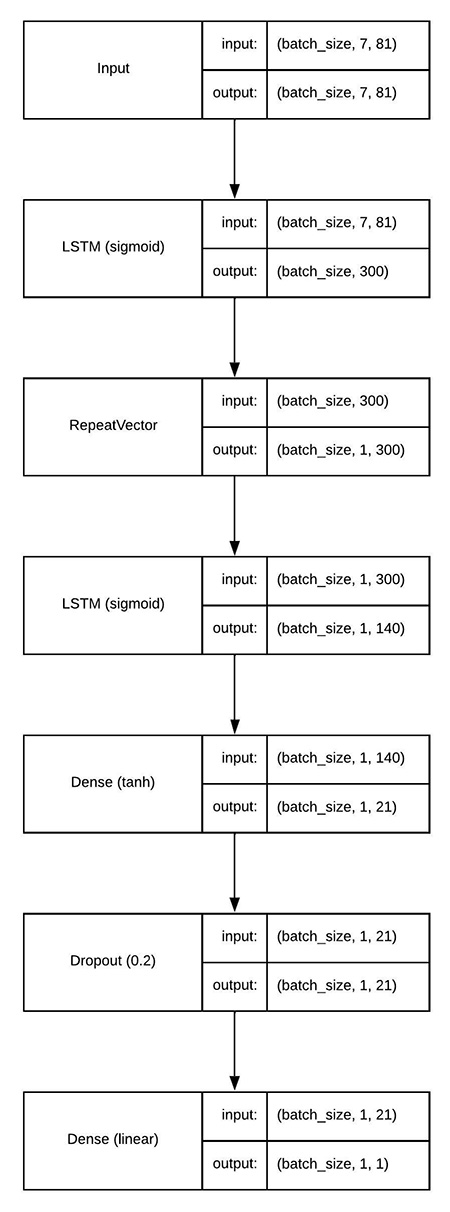 Input
input: (batch_size, 7, 81)
output: (batch_size, 7, 81)
LSTM (sigmoid)
input: (batch_size, 7, 81)
output: (batch_size, 300)
RepeatVector
input: (batch_size, 300)
output: (batch_size, 1, 300)
LSTM (sigmoid)
input: (batch_size, 1, 300)
output: (batch_size, 1, 140)
Dense (tanh)
input: (batch_size, 1, 140)
output: (batch_size, 1, 21)
Dropout (0.2)
input: (batch_size, 1, 21)
output: (batch_size, 1, 21)
Dense (linear)
input: (batch_size, 1, 21)
output: (batch_size, 1, 1)